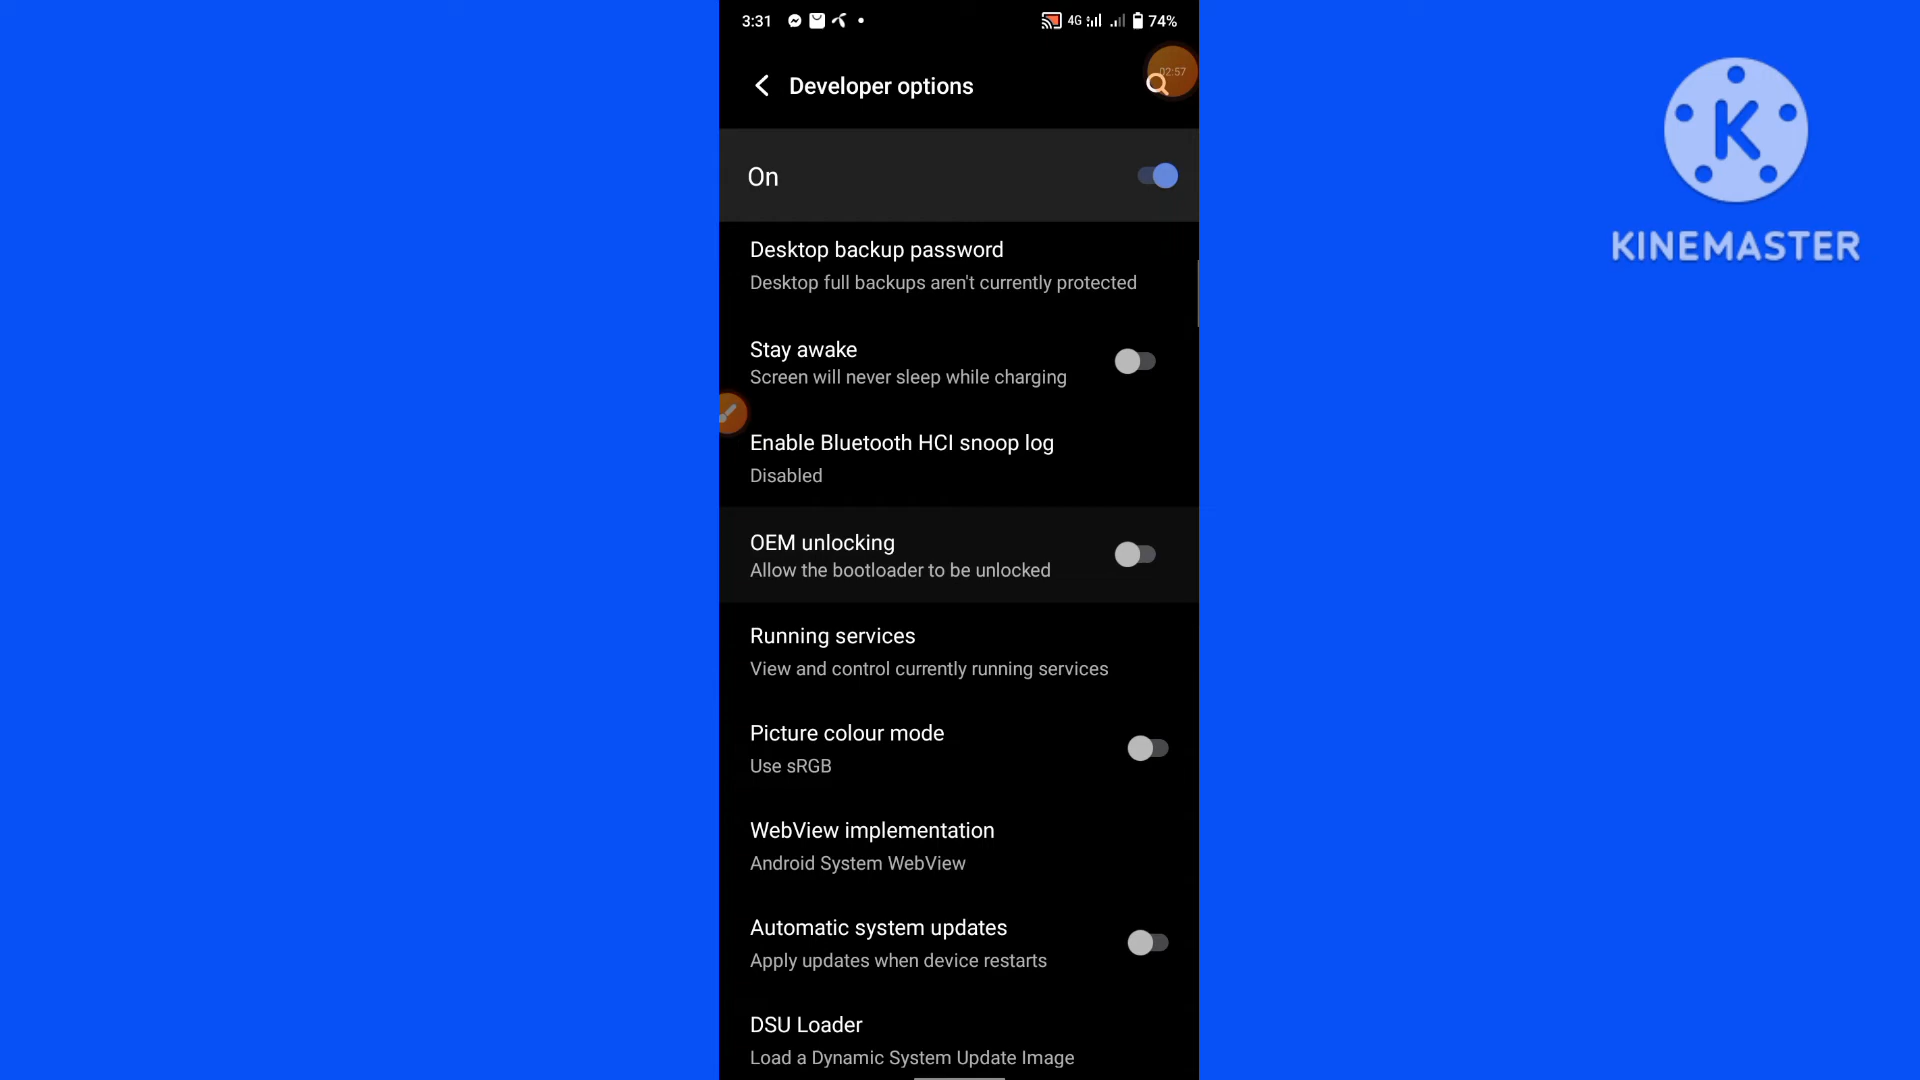 3:31
4G
74%
Developer options
02:57
On
Desktop backup password
Desktop full backups aren't currently protected
Stay awake
Screen will never sleep while charging
Enable Bluetooth HCI snoop log
Disabled
OEM unlocking
Allow the bootloader to be unlocked
Running services
View and control currently running services
Picture colour mode
Use sRGB
WebView implementation
Android System WebView
Automatic system updates
Apply updates when device restarts
DSU Loader
Load a Dynamic System Update Image
K
KINEMASTER